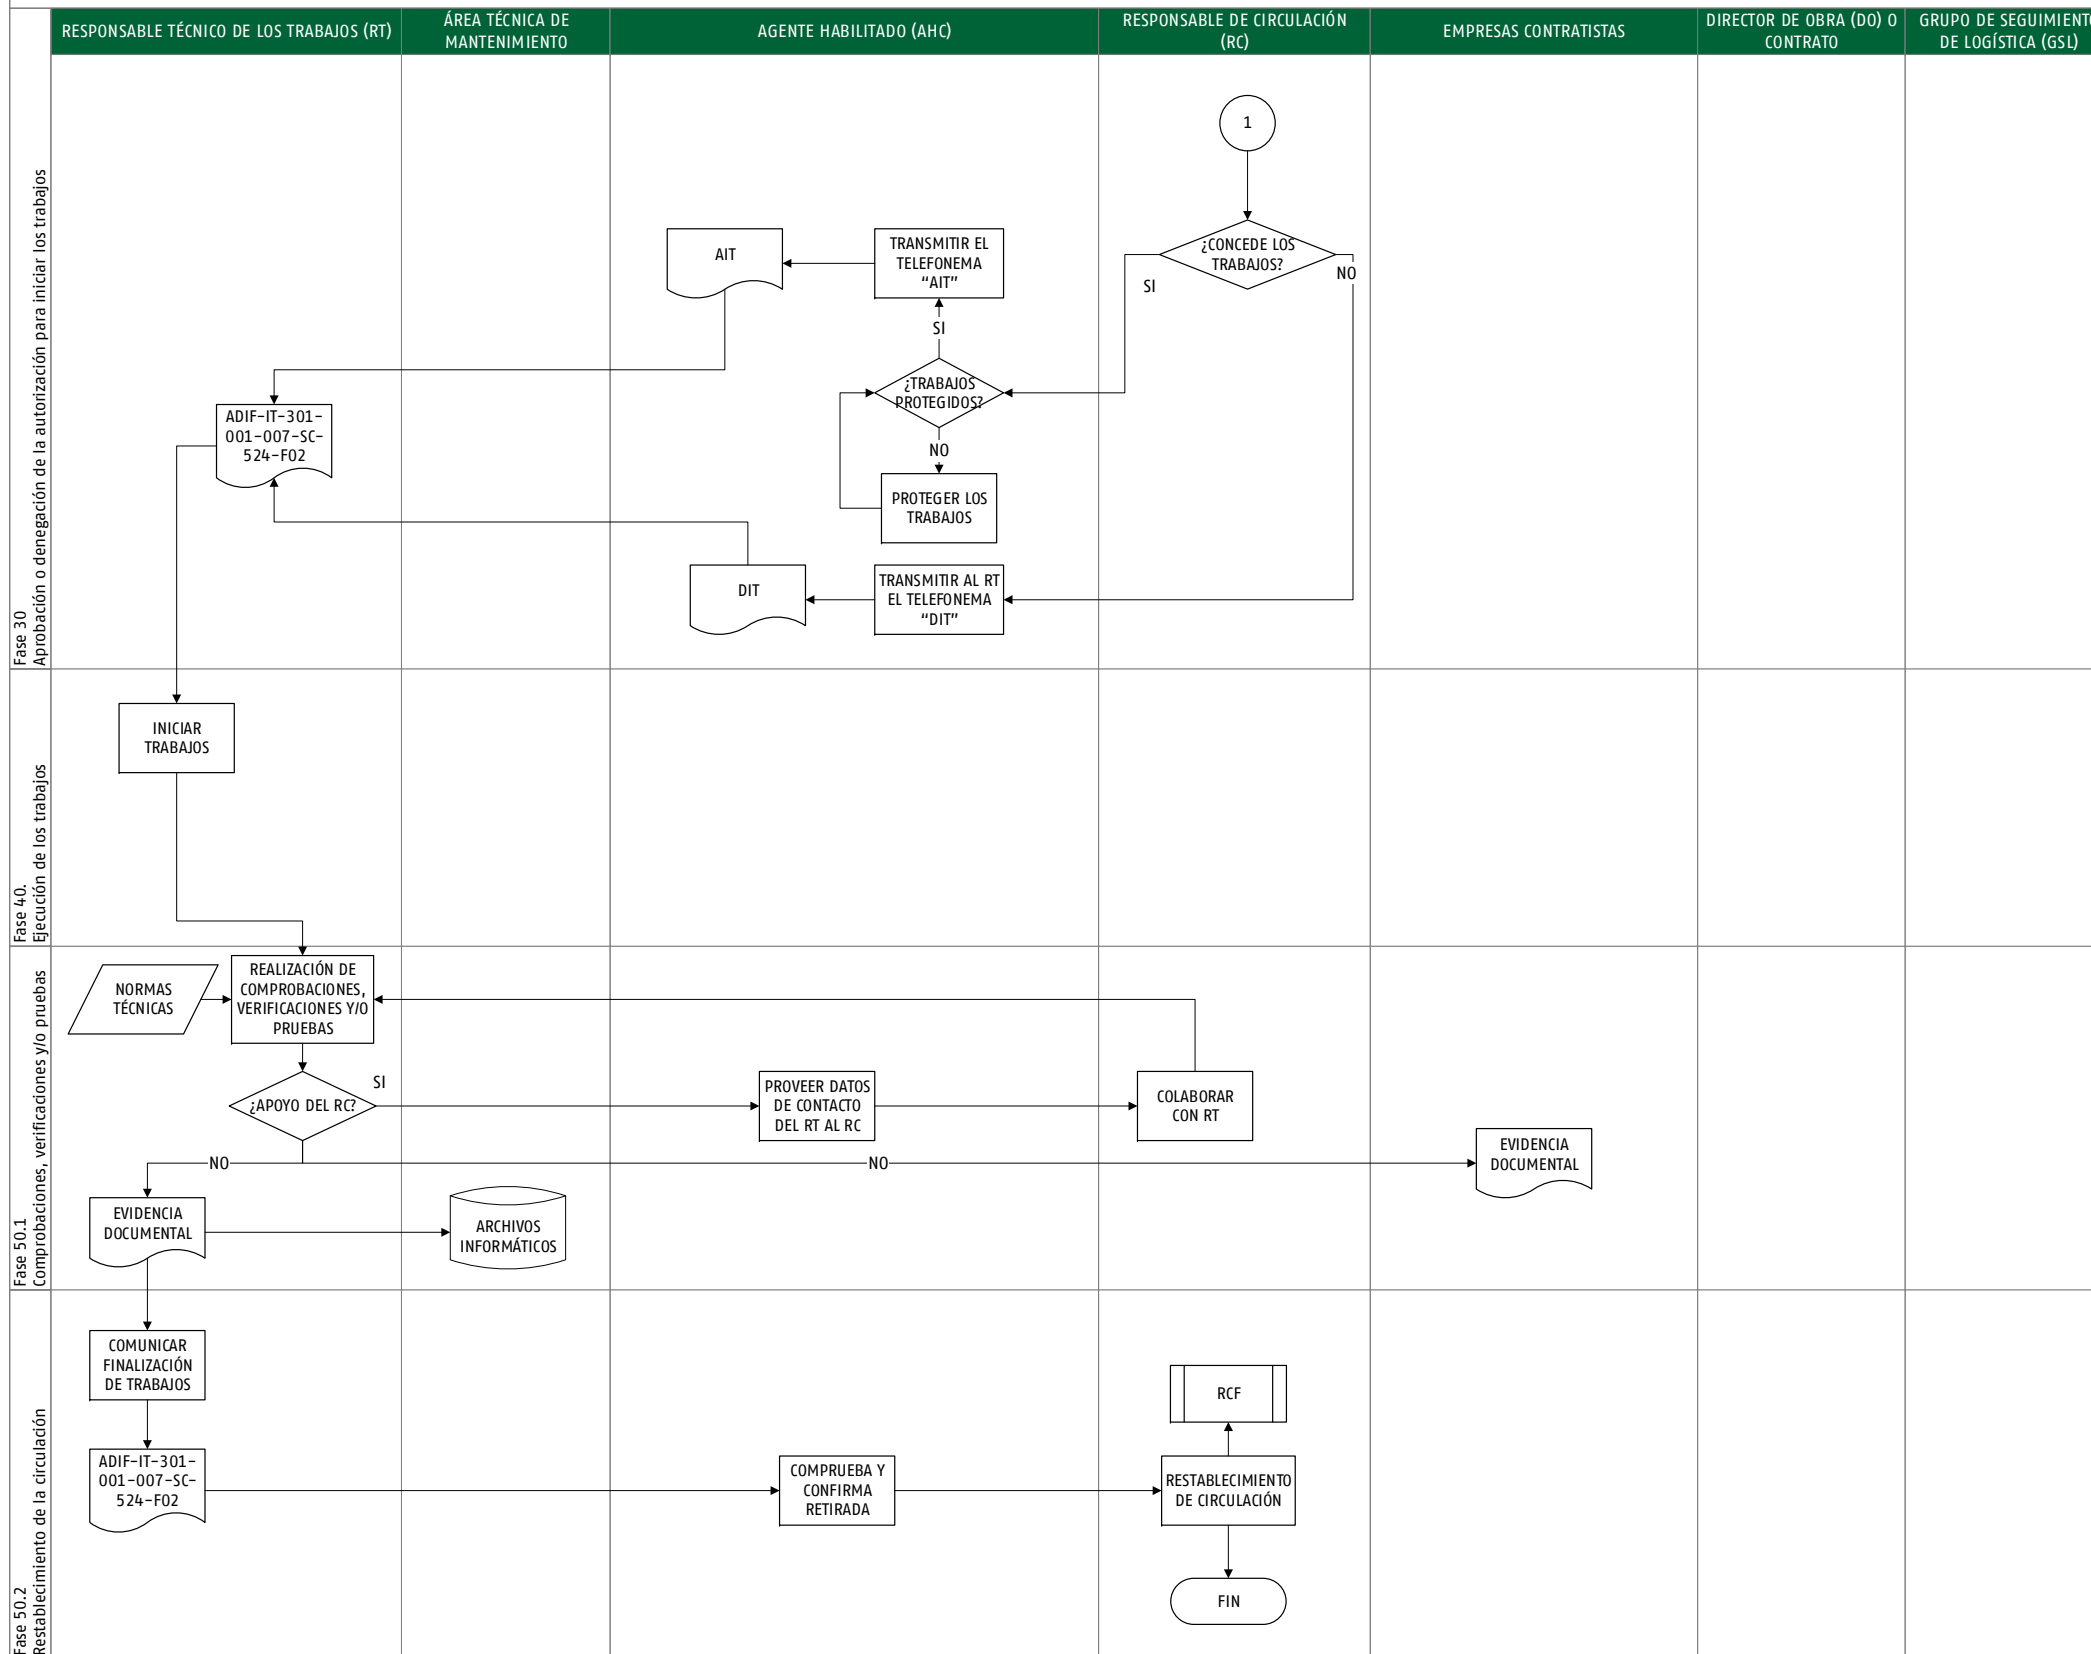 RESPONSABLE TÉCNICO DE LOS TRABAJOS (RT)
ÁREA TÉCNICA DE
MANTENIMIENTO
AGENTE HABILITADO (AHC)
RESPONSABLE DE CIRCULACIÓN
(RC)
EMPRESAS CONTRATISTAS
DIRECTOR DE OBRA (DO) O
CONTRATO
GRUPO DE SEGUIMIENTO
DE LOGÍSTICA (GSL)
Fase 30
Aprobación o denegación de la autorización para iniciar los trabajos
1
¿CONCEDE LOS
TRABAJOS?
SI
NO
TRANSMITIR EL
TELEFONEMA
“AIT”
AIT
SI
¿TRABAJOS
PROTEGIDOS?
NO
PROTEGER LOS
TRABAJOS
ADIF-IT-301-
001-007-SC-
524-F02
TRANSMITIR AL RT
EL TELEFONEMA
“DIT”
DIT
Fase 40.
Ejecución de los trabajos
INICIAR
TRABAJOS
Fase 50.1
Comprobaciones, verificaciones y/o pruebas
NORMAS
TÉCNICAS
REALIZACIÓN DE
COMPROBACIONES,
VERIFICACIONES Y/O
PRUEBAS
¿APOYO DEL RC?
SI
PROVEER DATOS
DE CONTACTO
DEL RT AL RC
COLABORAR
CON RT
NO
NO
EVIDENCIA
DOCUMENTAL
EVIDENCIA
DOCUMENTAL
ARCHIVOS
INFORMÁTICOS
Fase 50.2
Restablecimiento de la circulación
COMUNICAR
FINALIZACIÓN
DE TRABAJOS
ADIF-IT-301-
001-007-SC-
524-F02
COMPRUEBA Y
CONFIRMA
RETIRADA
RCF
RESTABLECIMIENTO
DE CIRCULACIÓN
FIN